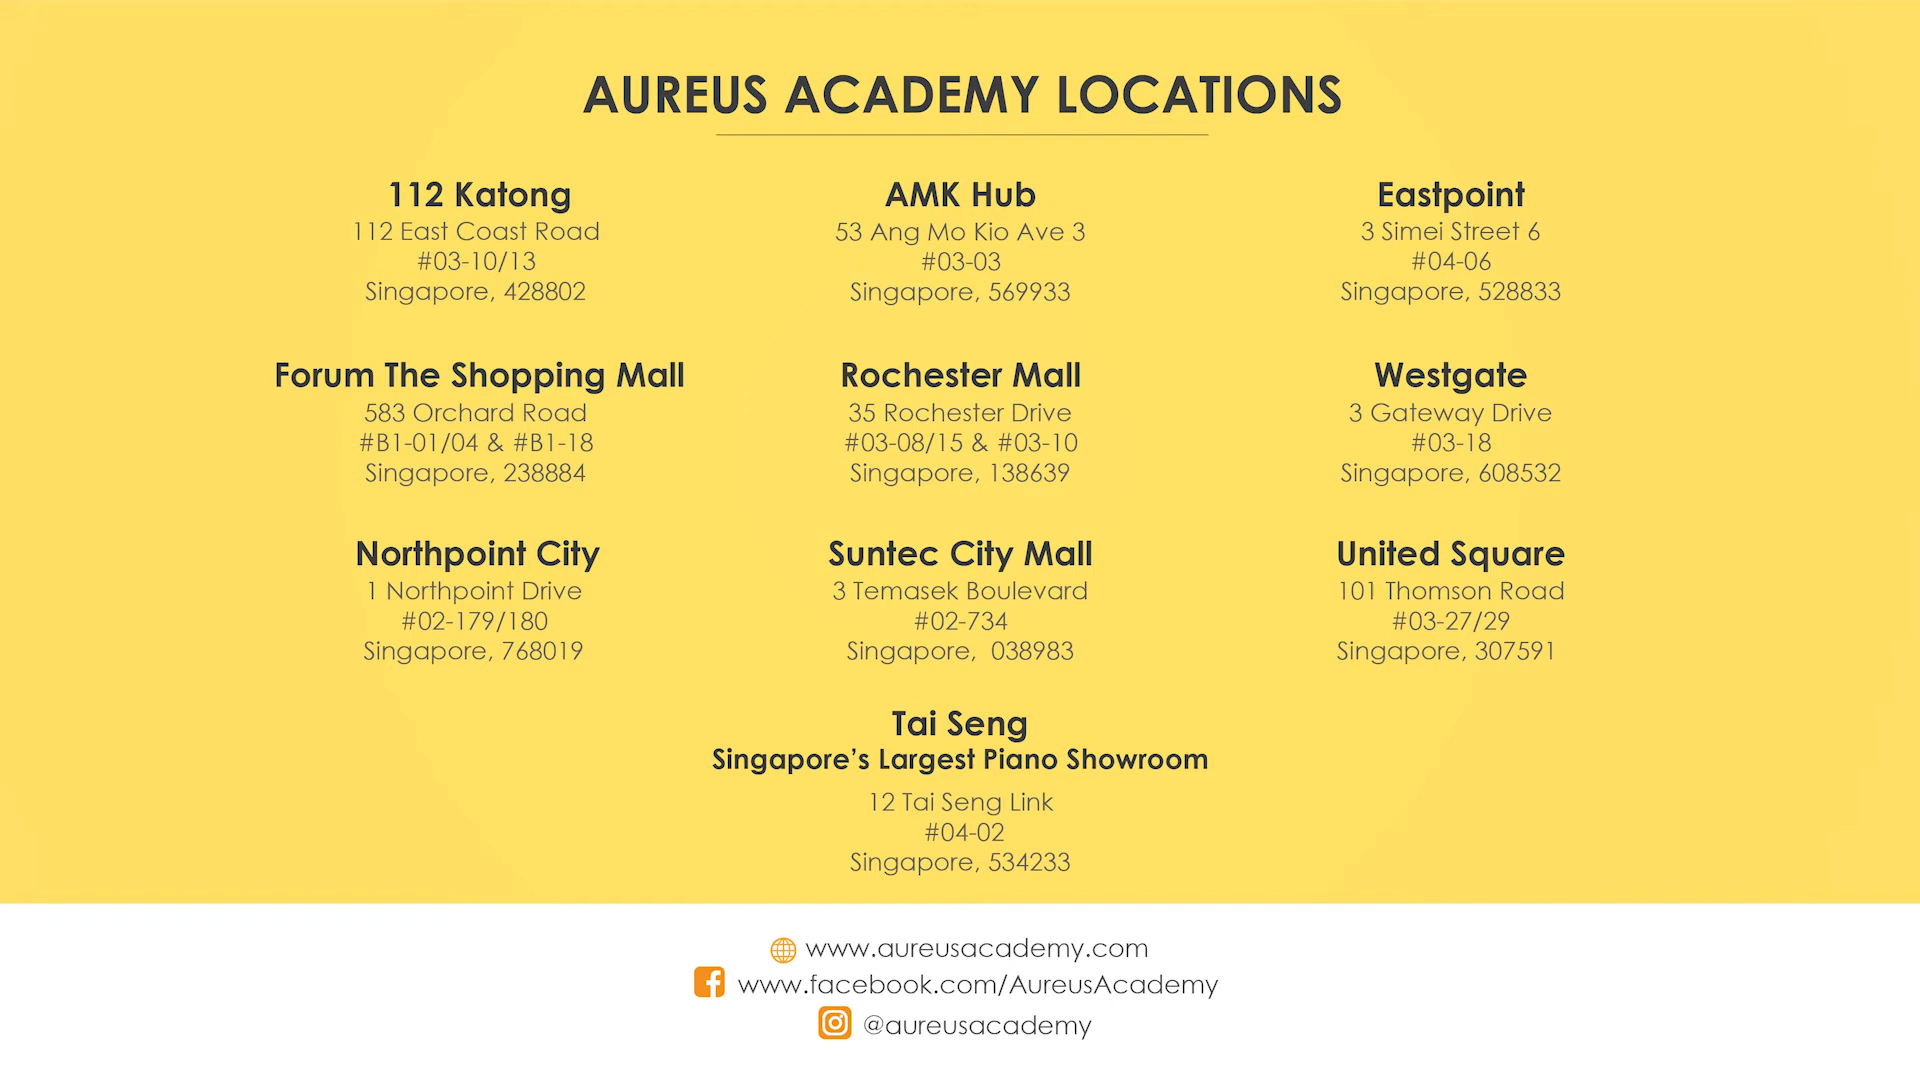 AUREUS ACADEMY LOCATIONS
112 Katong
112 East Coast Road
#03-10/13
Singapore, 428802
AMK Hub
53 Ang Mo Kio Ave 3
#03-03
Singapore, 569933
Eastpoint
3 Simei Street 6
#04-06
Singapore, 528833
Forum The Shopping Mall
583 Orchard Road
#B1-01/04 & #B1-18
Singapore, 238884
Rochester Mall
35 Rochester Drive
#03-08/15 & #03-10
Singapore, 138639
Westgate
3 Gateway Drive
#03-18
Singapore, 608532
Northpoint City
1 Northpoint Drive
#02-179/180
Singapore, 768019
Suntec City Mall
3 Temasek Boulevard
#02-734
Singapore,  038983
United Square
101 Thomson Road
#03-27/29
Singapore, 307591
Tai Seng
Singapore’s Largest Piano Showroom
12 Tai Seng Link
#04-02
Singapore, 534233
www.aureusacademy.com
www.facebook.com/AureusAcademy
@aureusacademy